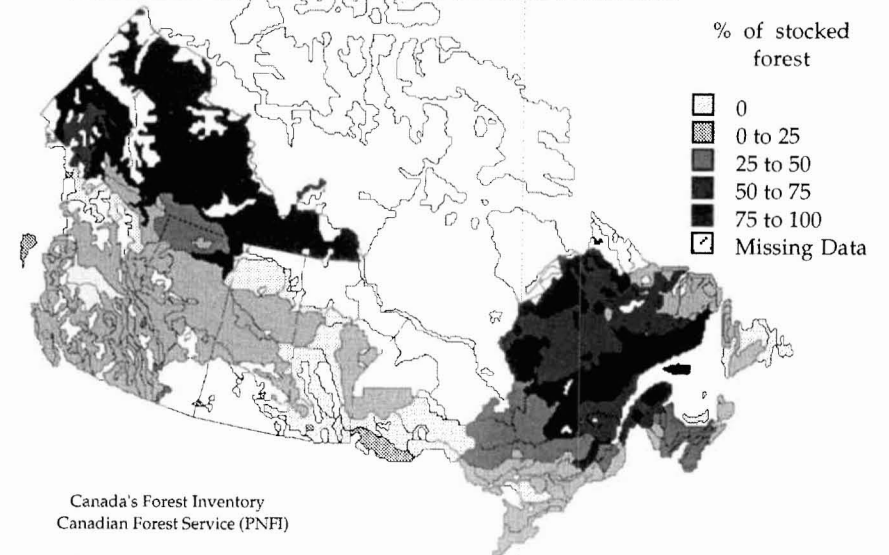 % of stocked
forest
0
0 to 25
25 to 50
50 to 75
75 to 100
Missing Data
Canada's Forest Inventory
Canadian Forest Service (PNFI)